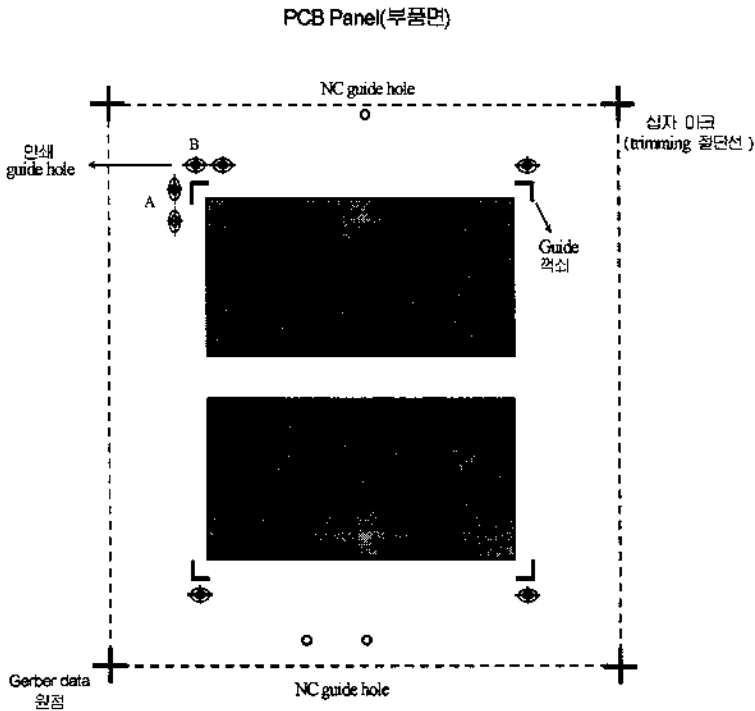 PCB Panel(부품면)
NC guide hole
십자 마크
(trimming 절단선 )
인쇄
guide hole
B
A
Guide
꺽쇠
Gerber data
원점
NC guide hole